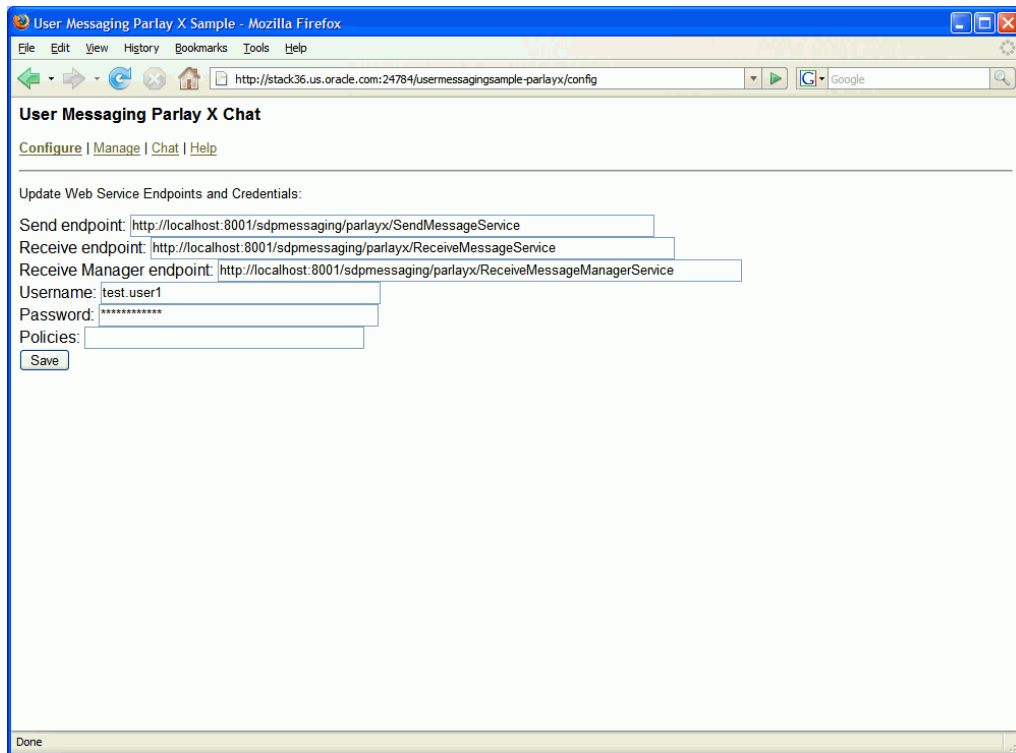 User Messaging Parlay X Sample - Mozilla Firefox
File Edit View History Bookmarks Tools Help
http://stack36.us.oracle.com:24784/usermessagingsample-parlayx/config
G Google
User Messaging Parlay X Chat
Configure | Manage | Chat | Help
Update Web Service Endpoints and Credentials:
Send endpoint: http://localhost:8001/sdpmessaging/parlayx/SendMessageService
Receive endpoint: http://localhost:8001/sdpmessaging/parlayx/ReceiveMessageService
Receive Manager endpoint: http://localhost:8001/sdpmessaging/parlayx/ReceiveMessageManagerService
Username: test.user1
Password: ************
Policies:
Save
Done